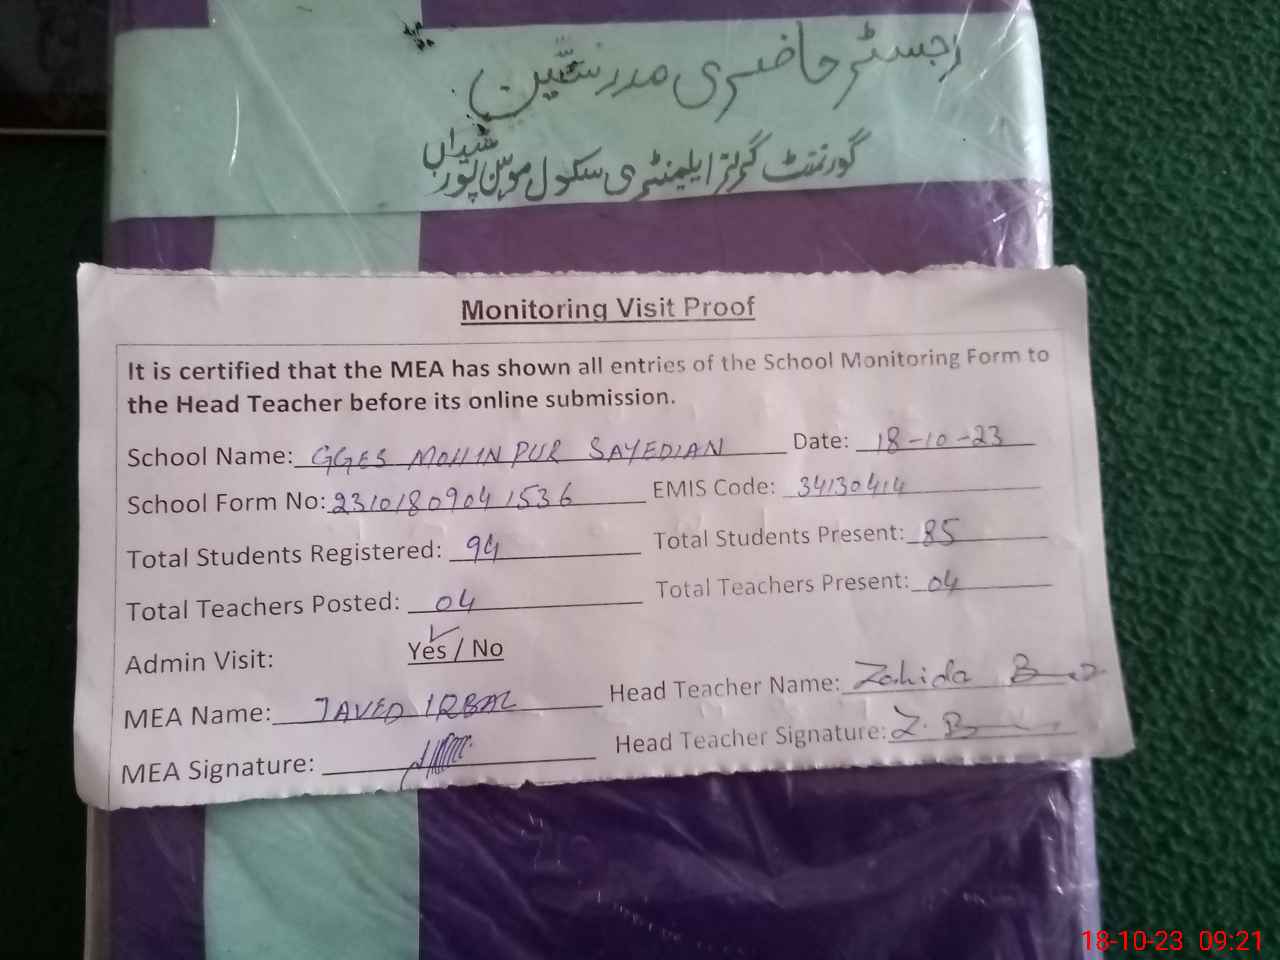 رجسٹر حاضری مدرسین
گورنمنٹ گرلز ایلیمنٹری سکول مومن پور سیداں
Monitoring Visit Proof
It is certified that the MEA has shown all entries of the School Monitoring Form to
the Head Teacher before its online submission.
School Name: GGES MOHIN PUR SAYEDIAN Date: 18-10-23
School Form No: 23101809041536 EMIS Code: 34130414
Total Students Registered: 94 Total Students Present: 85
Total Teachers Posted: 04 Total Teachers Present: 04
Admin Visit: Yes / No
MEA Name: JAVED IQBAL Head Teacher Name: Zahida
MEA Signature: Head Teacher Signature: Z. B
18-10-23 09:21